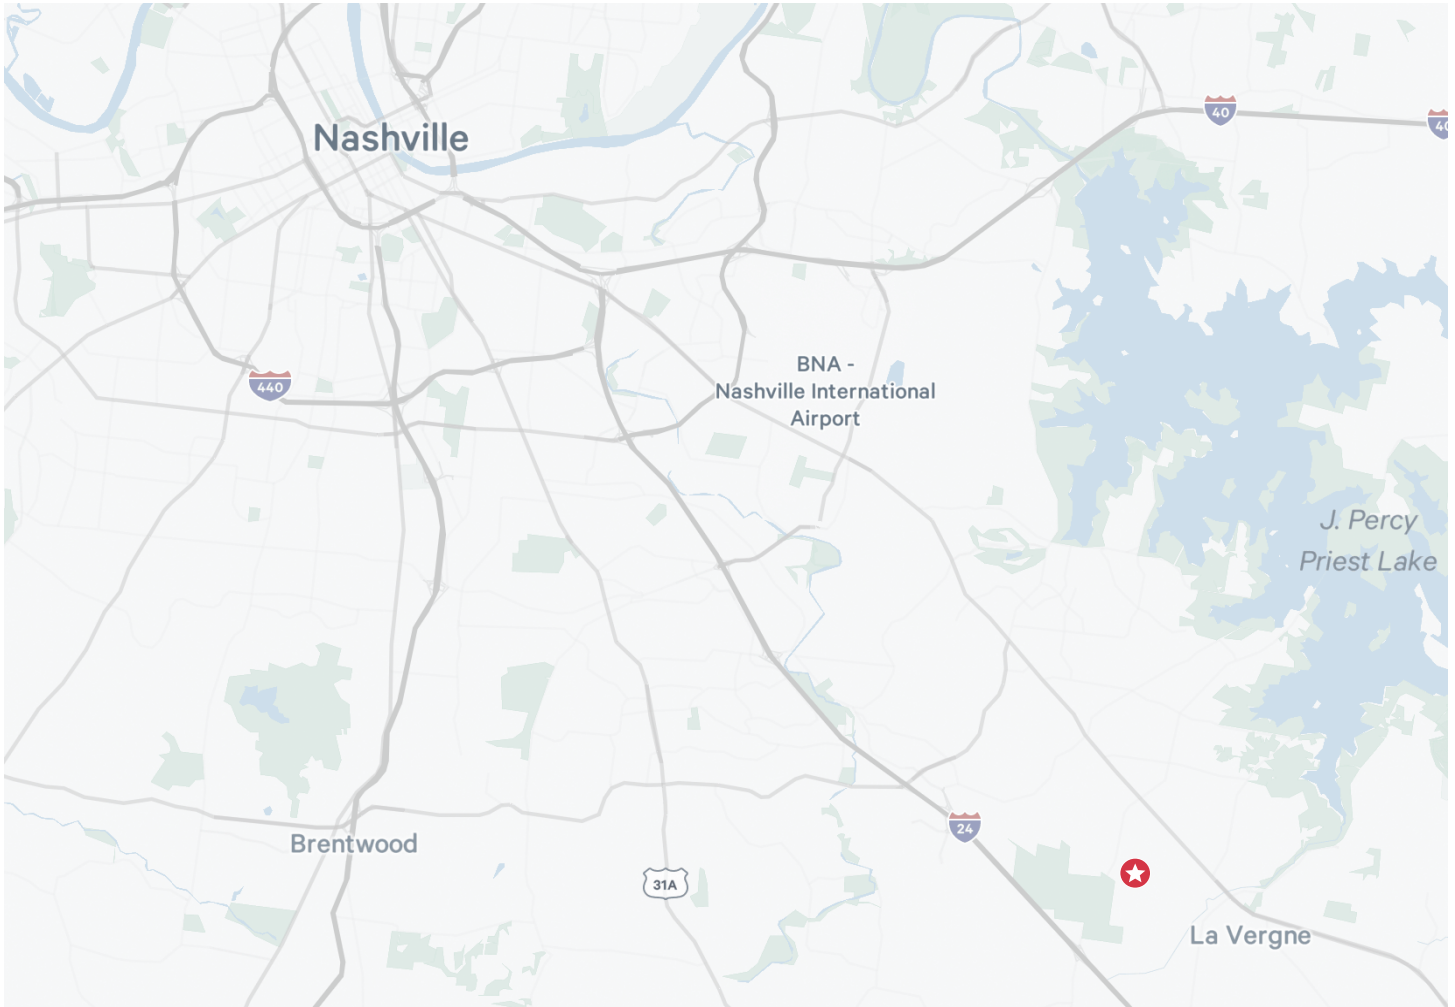 40
40
Nashville
BNA -
Nashville International
Airport
440
J. Percy
Priest Lake
24
Brentwood
31A
La Vergne